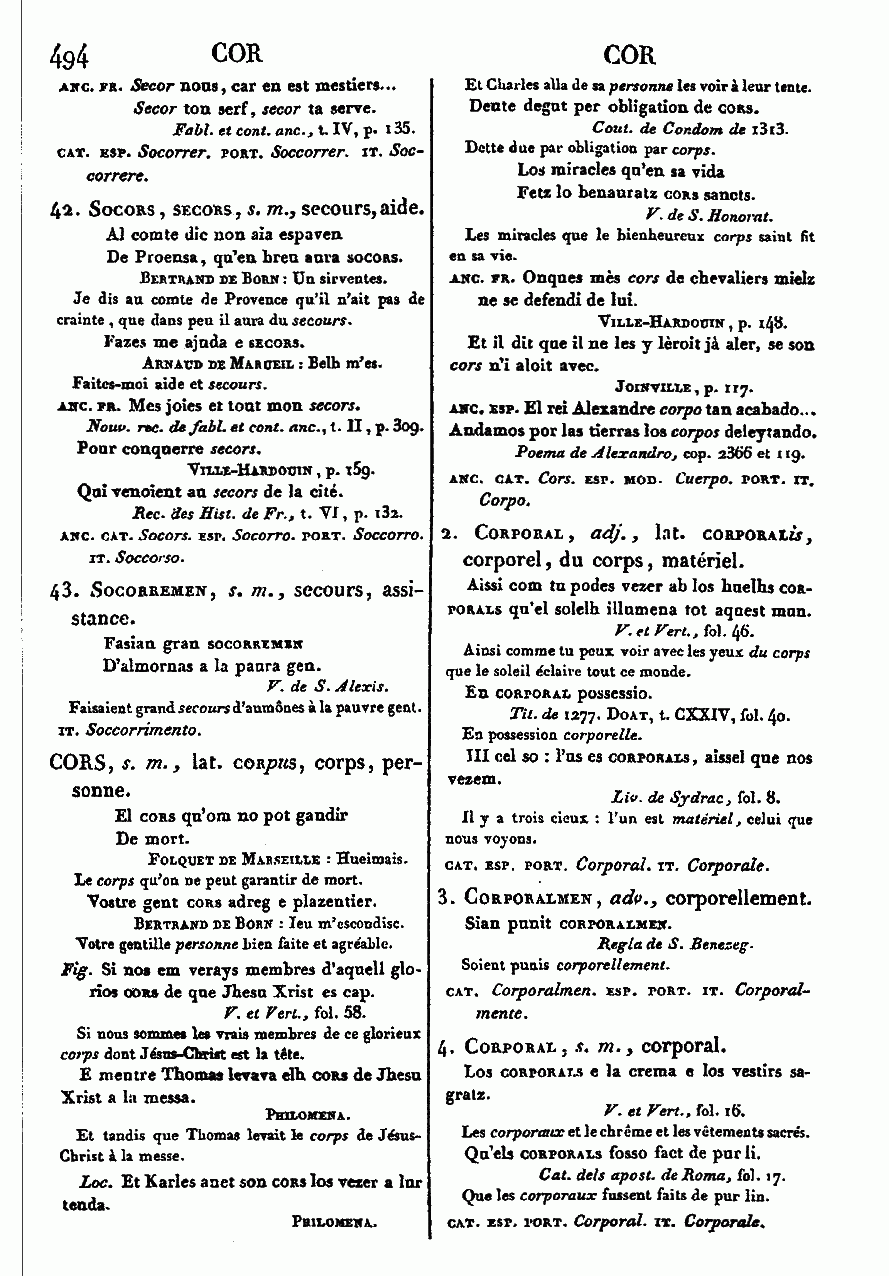 494 COR COR
ANC. FR. Secor nous, car en est mestiers...
Secor ton serf, secor ta serve.
Fabl. et cont. anc., t. IV, p. 135.
CAT. ESP. Socorrer. PORT. Soccorrer. IT. Soc-
correre.
42. SOCORS, SECORS, s. m., secours, aide.
Al comte dic non aia espaven
De Proensa, qu'en breu aura SOCORS.
BERTRAND DE BORN: Un sirventes.
Je dis au comte de Provence qu'il n'ait pas de
crainte, que dans peu il aura du secours.
Fazes me ajuda e SECORS.
ARNAUD DE MARUEIL: Belh m'es.
Faites-moi aide et secours.
ANC. FR. Mes joies et tout mon secors.
Nouv. rec. de fabl. et cont. anc., t. II, p. 309.
Pour conquerre secors.
VILLE-HARDOUIN, p. 159.
Qui venoient au secors de la cité.
Rec. des Hist. de Fr., t. VI, p. 132.
ANC. CAT. Socors. ESP. Socorro. PORT. Soccorro.
IT. Soccorso.
43. SOCORREMEN, s. m., secours, assi-
stance.
Fasian gran SOCORREMEN
D'almornas a la paura gen.
V. de S. Alexis.
Faisaient grand secours d'aumônes à la pauvre gent.
IT. Soccorrimento.
CORS, s. m., lat. CORpuS, corps, per-
sonne.
El CORS qu'om no pot gandir
De mort.
FOLQUET DE MARSEILLE : Hueimais.
Le corps qu'on ne peut garantir de mort.
Vostre gent CORS adreg e plazentier.
BERTRAND DE BORN : Ieu m'escondisc.
Votre gentille personne bien faite et agréable.
Fig. Si nos em verays membres d'aquell glo-
rios CORS de que Jhesu Xrist es cap.
V. et Vert., fol. 58.
Si nous sommes les vrais membres de ce glorieux
corps dont Jésus-Christ est la tête.
E mentre Thomas levava elh CORS de Jhesu
Xrist a la messa.
PHILOMENA.
Et tandis que Thomas levait le corps de Jésus-
Christ à la messe.
Loc. Et Karles anet son CORS los vezer a lur
tenda.
PHILOMENA.
Et Charles alla de sa personne les voir à leur tente.
Deute degut per obligation de CORS.
Cout. de Condom de 1313.
Dette due par obligation par corps.
Los miracles qu'en sa vida
Fetz lo benauratz CORS sancts.
V. de S. Honorat.
Les miracles que le bienheureux corps saint fit
en sa vie.
ANC. FR. Onques mès cors de chevaliers mielz
ne se defendi de lui.
VILLE-HARDOUIN, p. 148.
Et il dit que il ne les y lèroit jà aler, se son
cors n'i aloit avec.
JOINVILLE, p. 117.
ANC. ESP. El rei Alexandre corpo tan acabado...
Andamos por las tierras los corpos deleytando.
Poema de Alexandro, cop. 2366 et 119.
ANC. CAT. Cors. ESP. MOD. Cuerpo. PORT. IT.
Corpo.
2. CORPORAL, adj., lat. CORPORALis,
corporel, du corps, matériel.
Aissi com tu podes vezer ab los huelhs COR-
PORALS qu'el solelh illumena tot aquest mun.
V. et Vert., fol. 46.
Ainsi comme tu peux voir avec les yeux du corps
que le soleil éclaire tout ce monde.
En CORPORAL possessio.
Tit. de 1277. DOAT, t. CXXIV, fol. 40.
En possession corporelle.
III cel so : l'us es CORPORALS, aissel que nos
vezem.
Liv. de Sydrac, fol. 8.
Il y a trois cieux : l'un est matériel, celui que
nous voyons.
CAT. ESP. PORT. Corporal. IT. Corporale.
3. CORPORALMEN, adv., corporellement.
Sian punit CORPORALMEN.
Regla de S. Benezeg.
Soient punis corporellement.
CAT. Corporalmen. ESP. PORT. IT. Corporal-
mente.
4. CORPORAL, s. m., corporal.
Los CORPORALS e la crema e los vestirs sa-
gratz.
V. et Vert., fol. 16.
Les corporaux et le chrême et les vêtements sacrés.
Qu'els CORPORALS fosso fact de pur li.
Cat. dels apost. de Roma, fol. 17.
Que les corporaux fussent faits de pur lin.
CAT. ESP. PORT. Corporal. IT. Corporale.